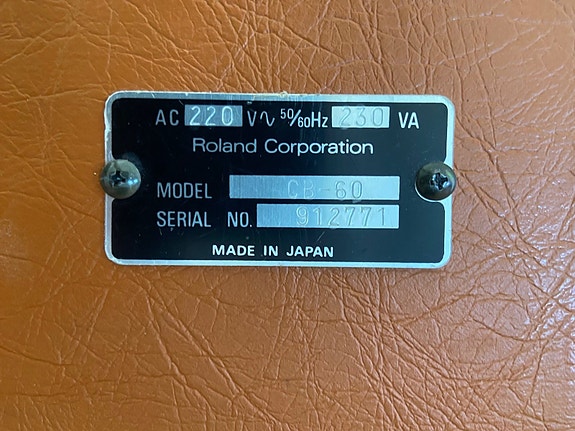 AC 220 V∿ 50/60Hz 230 VA
Roland Corporation
MODEL CB-60
SERIAL NO. 912771
MADE IN JAPAN